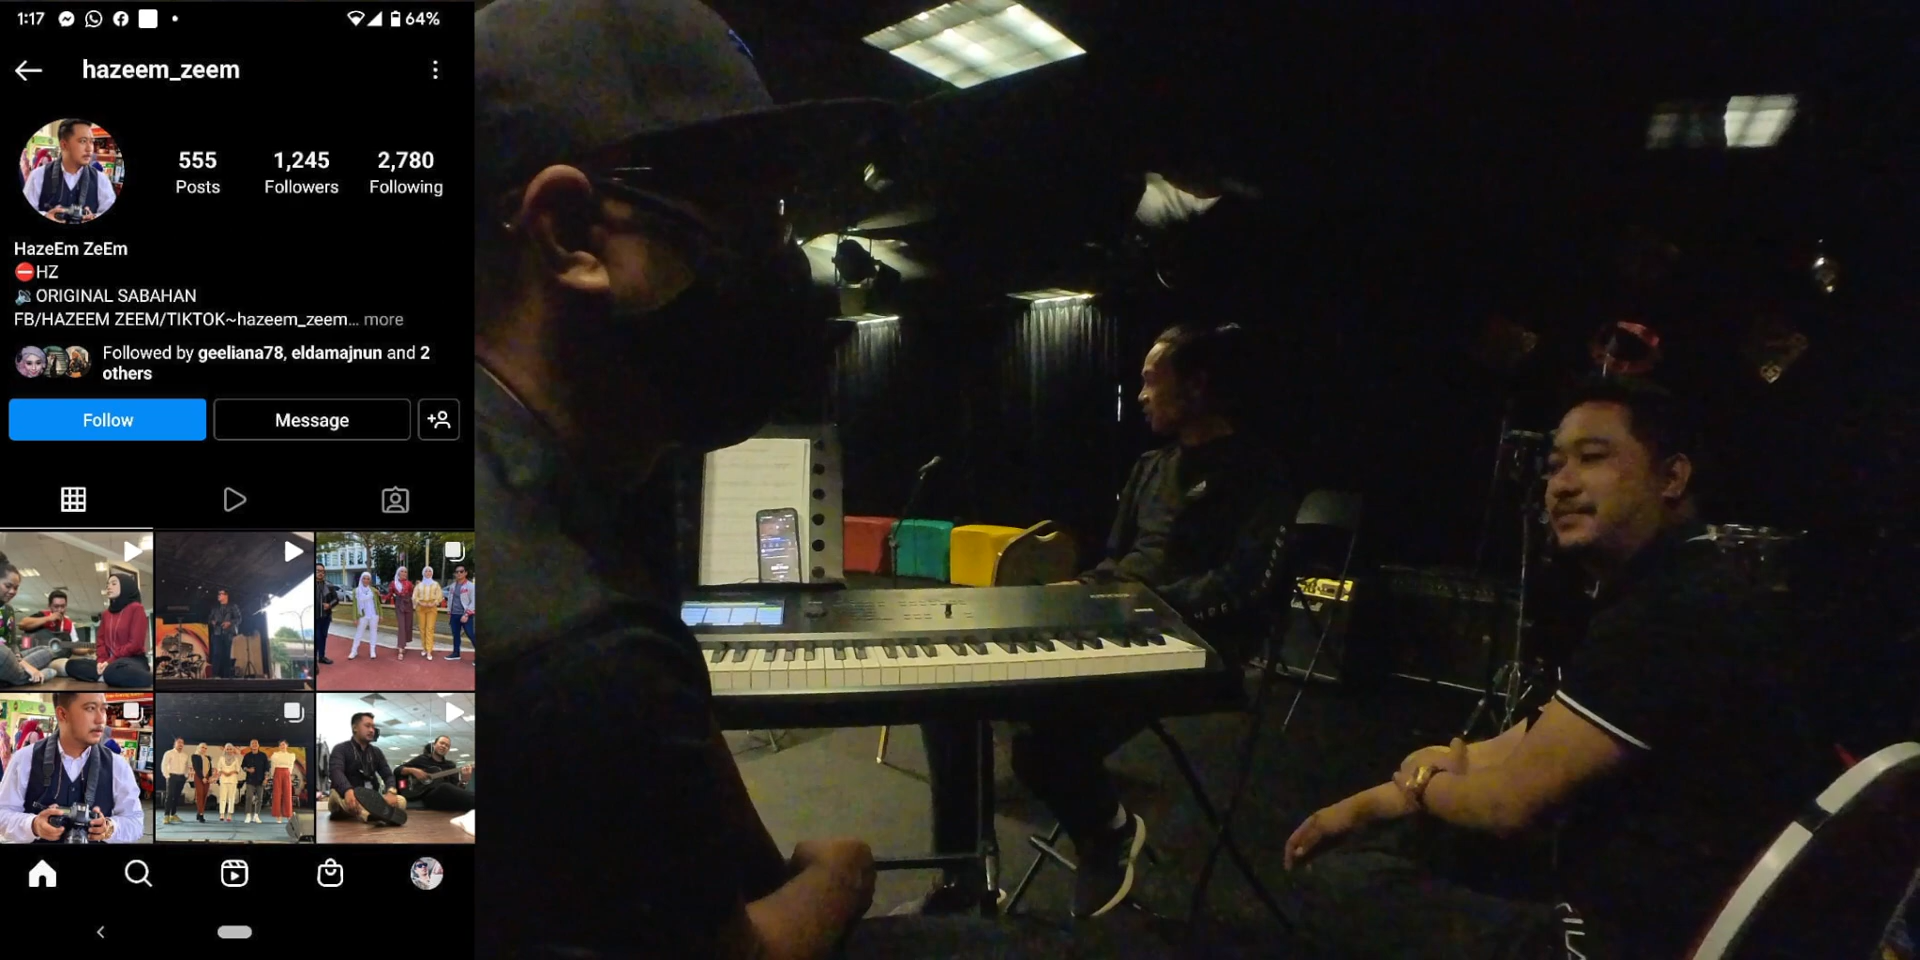 1:17
64%
hazeem_zeem
555
1,245
2,780
Posts
Followers
Following
HazeEm ZeEm
⛔HZ
🔊ORIGINAL SABAHAN
FB/HAZEEM ZEEM/TIKTOK~hazeem_zeem... more
Followed by geeliana78, eldamajnun and 2
others
Follow
Message